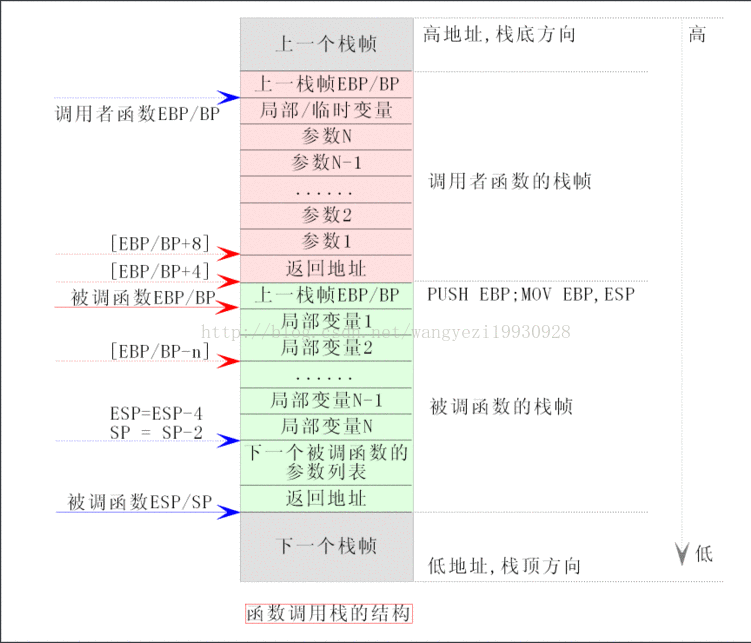 上一个栈帧
高地址,栈底方向
高
上一栈帧EBP/BP
调用者函数EBP/BP
局部/临时变量
参数N
参数N-1
......
参数2
参数1
调用者函数的栈帧
[EBP/BP+8]
[EBP/BP+4]
返回地址
被调函数EBP/BP
上一栈帧EBP/BP
PUSH EBP;MOV EBP,ESP
局部变量1
http://blog.csdn.net/wangyezi19930928
局部变量2
[EBP/BP-n]
......
局部变量N-1
局部变量N
被调函数的栈帧
ESP=ESP-4
SP = SP-2
下一个被调函数的
参数列表
返回地址
被调函数ESP/SP
下一个栈帧
低地址,栈顶方向
低
函数调用栈的结构